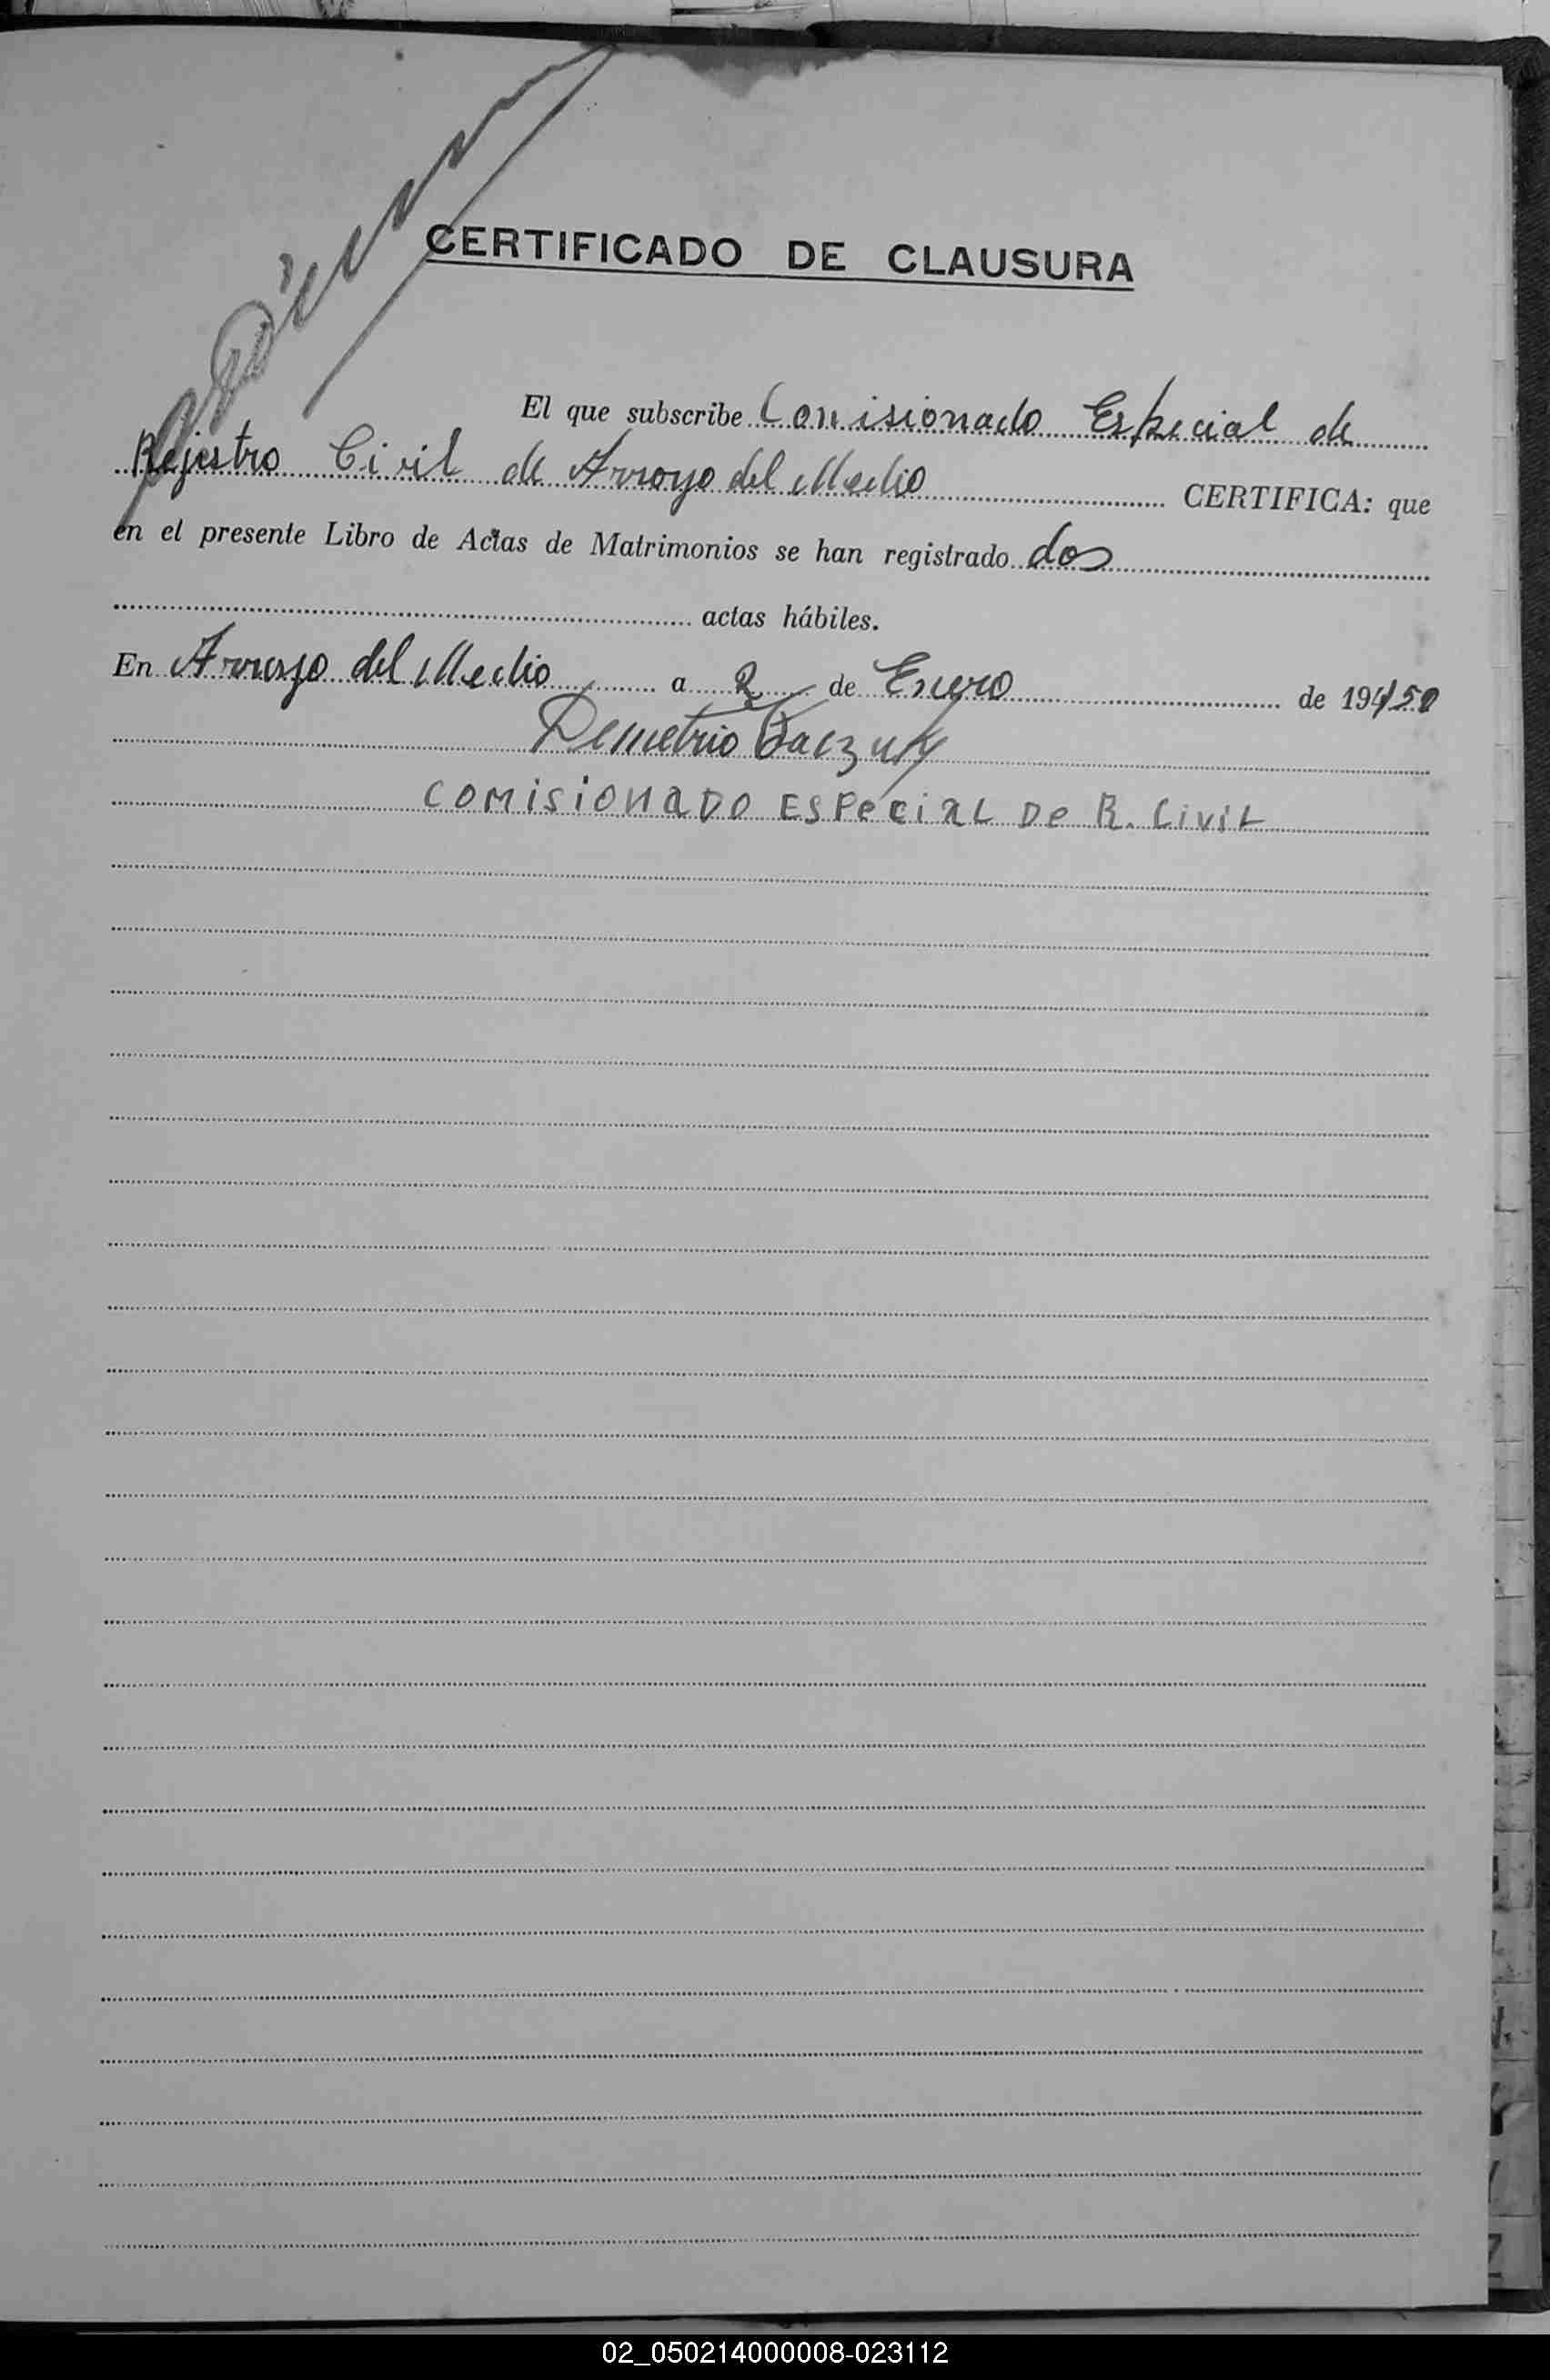 CERTIFICADO DE CLAUSURA
El que subscribe Comisionado Especial de
Rejistro Civil de Arroyo del Medio CERTIFICA: que
en el presente Libro de Actas de Matrimonios se han registrado dos
actas hábiles.
En Arroyo del Medio a 2 de Enero de 19
Demetrio
COMISIONADO ESPECIAL DE R. CIVIL
02_050214000008-023112